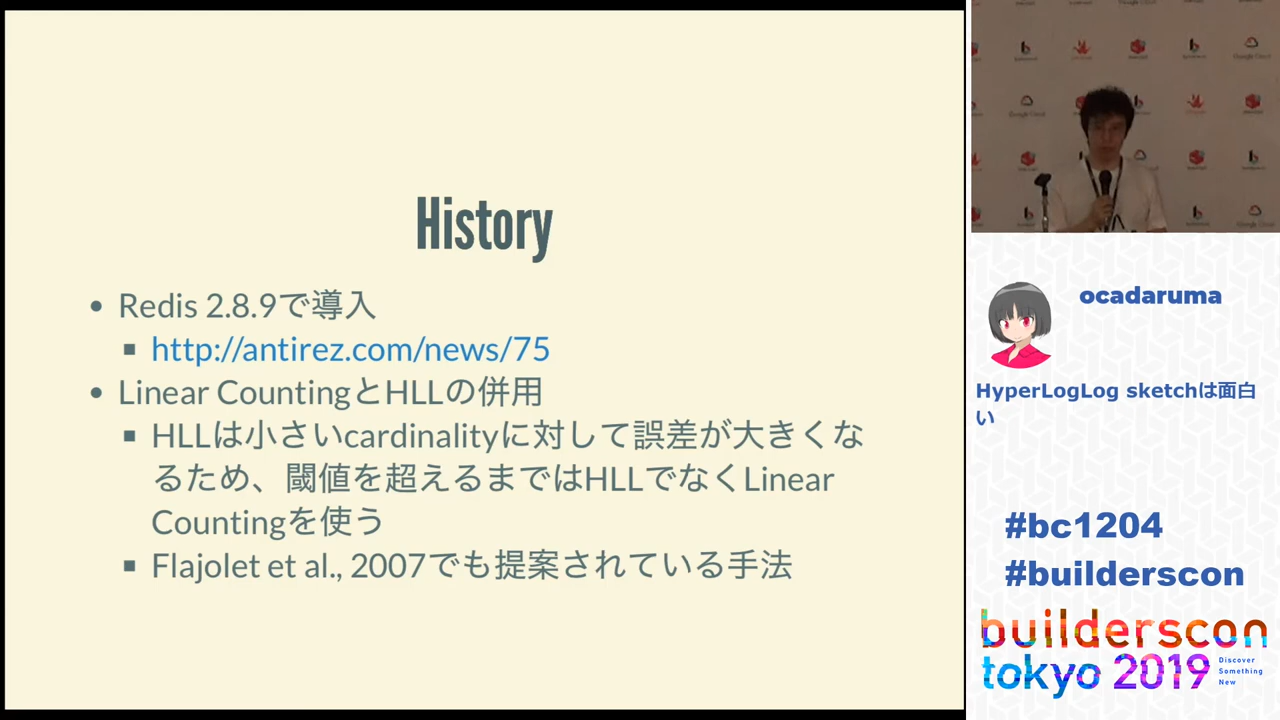 History
Redis 2.8.9で導入
http://antirez.com/news/75
Linear CountingとHLLの併用
HLLは小さいcardinalityに対して誤差が大きくな
るため、閾値を超えるまではHLLでなくLinear
Countingを使う
Flajolet et al., 2007でも提案されている手法
ocadaruma
HyperLogLog sketchは面白
い
#bc1204
#builderscon
builderscon
tokyo 2019
Discover
Something
New